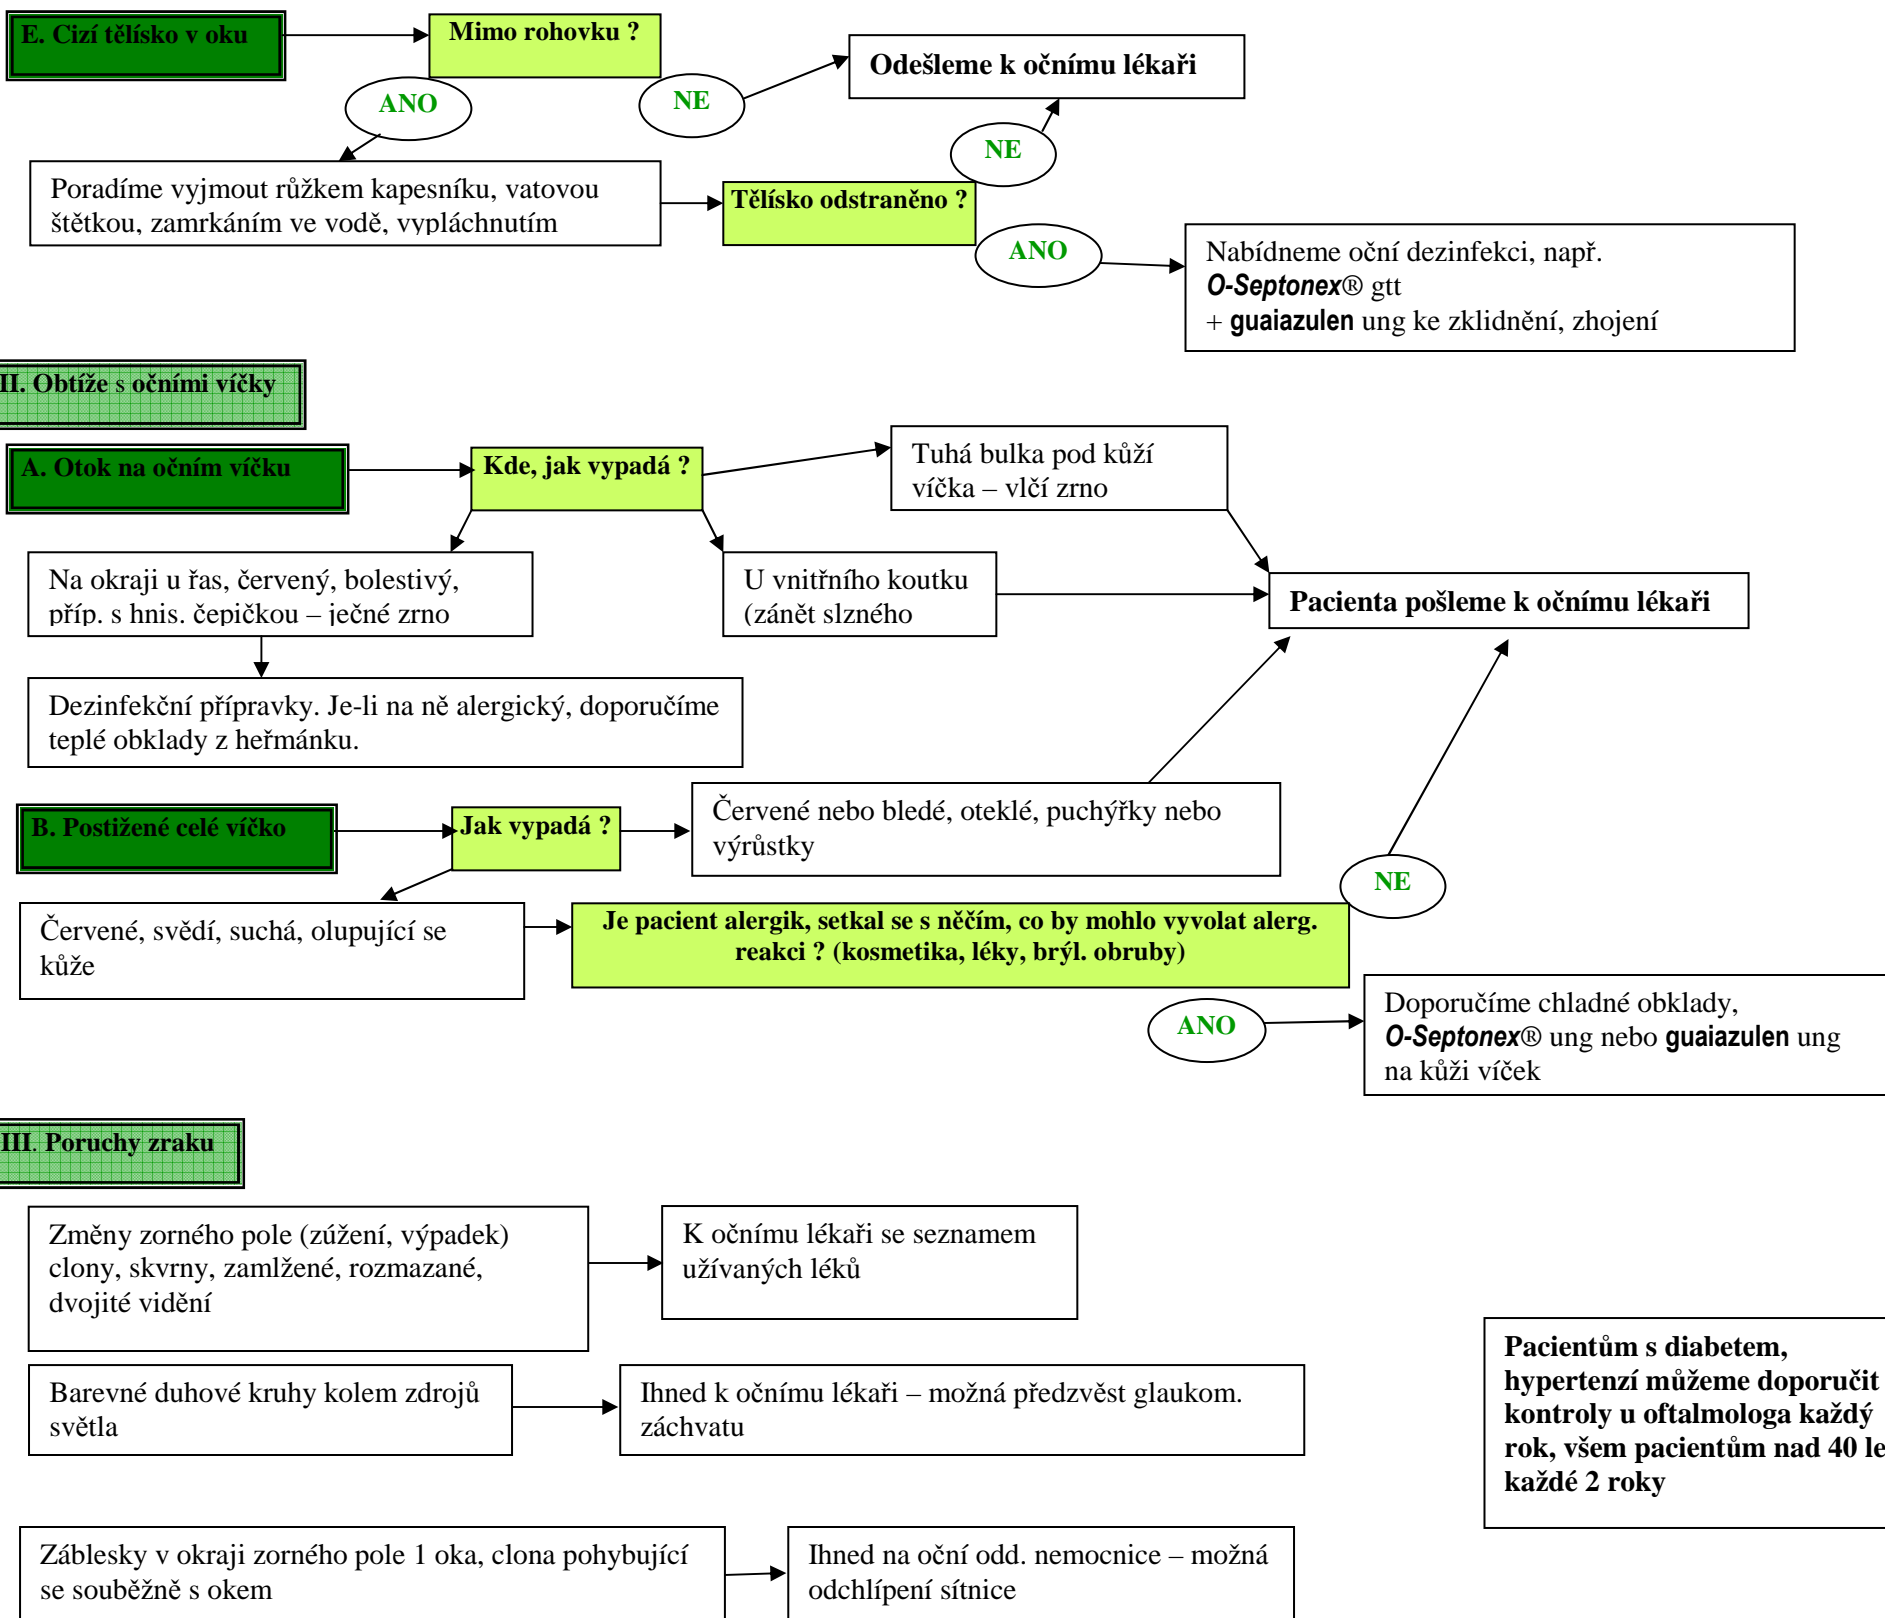 E. Cizí tělísko v oku
Mimo rohovku ?
Odešleme k očnímu lékaři
ANO
NE
NE
Poradíme vyjmout růžkem kapesníku, vatovou
štětkou, zamrkáním ve vodě, vypláchnutím
Tělísko odstraněno ?
ANO
Nabídneme oční dezinfekci, např.
O-Septonex® gtt
+ guaiazulen ung ke zklidnění, zhojení
II. Obtíže s očními víčky
A. Otok na očním víčku
Kde, jak vypadá ?
Tuhá bulka pod kůží
víčka – vlčí zrno
Na okraji u řas, červený, bolestivý,
příp. s hnis. čepičkou – ječné zrno
U vnitřního koutku
(zánět slzného
Pacienta pošleme k očnímu lékaři
Dezinfekční přípravky. Je-li na ně alergický, doporučíme
teplé obklady z heřmánku.
B. Postižené celé víčko
Jak vypadá ?
Červené nebo bledé, oteklé, puchýřky nebo
výrůstky
NE
Červené, svědí, suchá, olupující se
kůže
Je pacient alergik, setkal se s něčím, co by mohlo vyvolat alerg.
reakci ? (kosmetika, léky, brýl. obruby)
ANO
Doporučíme chladné obklady,
O-Septonex® ung nebo guaiazulen ung
na kůži víček
III. Poruchy zraku
Změny zorného pole (zúžení, výpadek)
clony, skvrny, zamlžené, rozmazané,
dvojité vidění
K očnímu lékaři se seznamem
užívaných léků
Barevné duhové kruhy kolem zdrojů
světla
Ihned k očnímu lékaři – možná předzvěst glaukom.
záchvatu
Pacientům s diabetem,
hypertenzí můžeme doporučit
kontroly u oftalmologa každý
rok, všem pacientům nad 40 le
každé 2 roky
Záblesky v okraji zorného pole 1 oka, clona pohybující
se souběžně s okem
Ihned na oční odd. nemocnice – možná
odchlípení sítnice